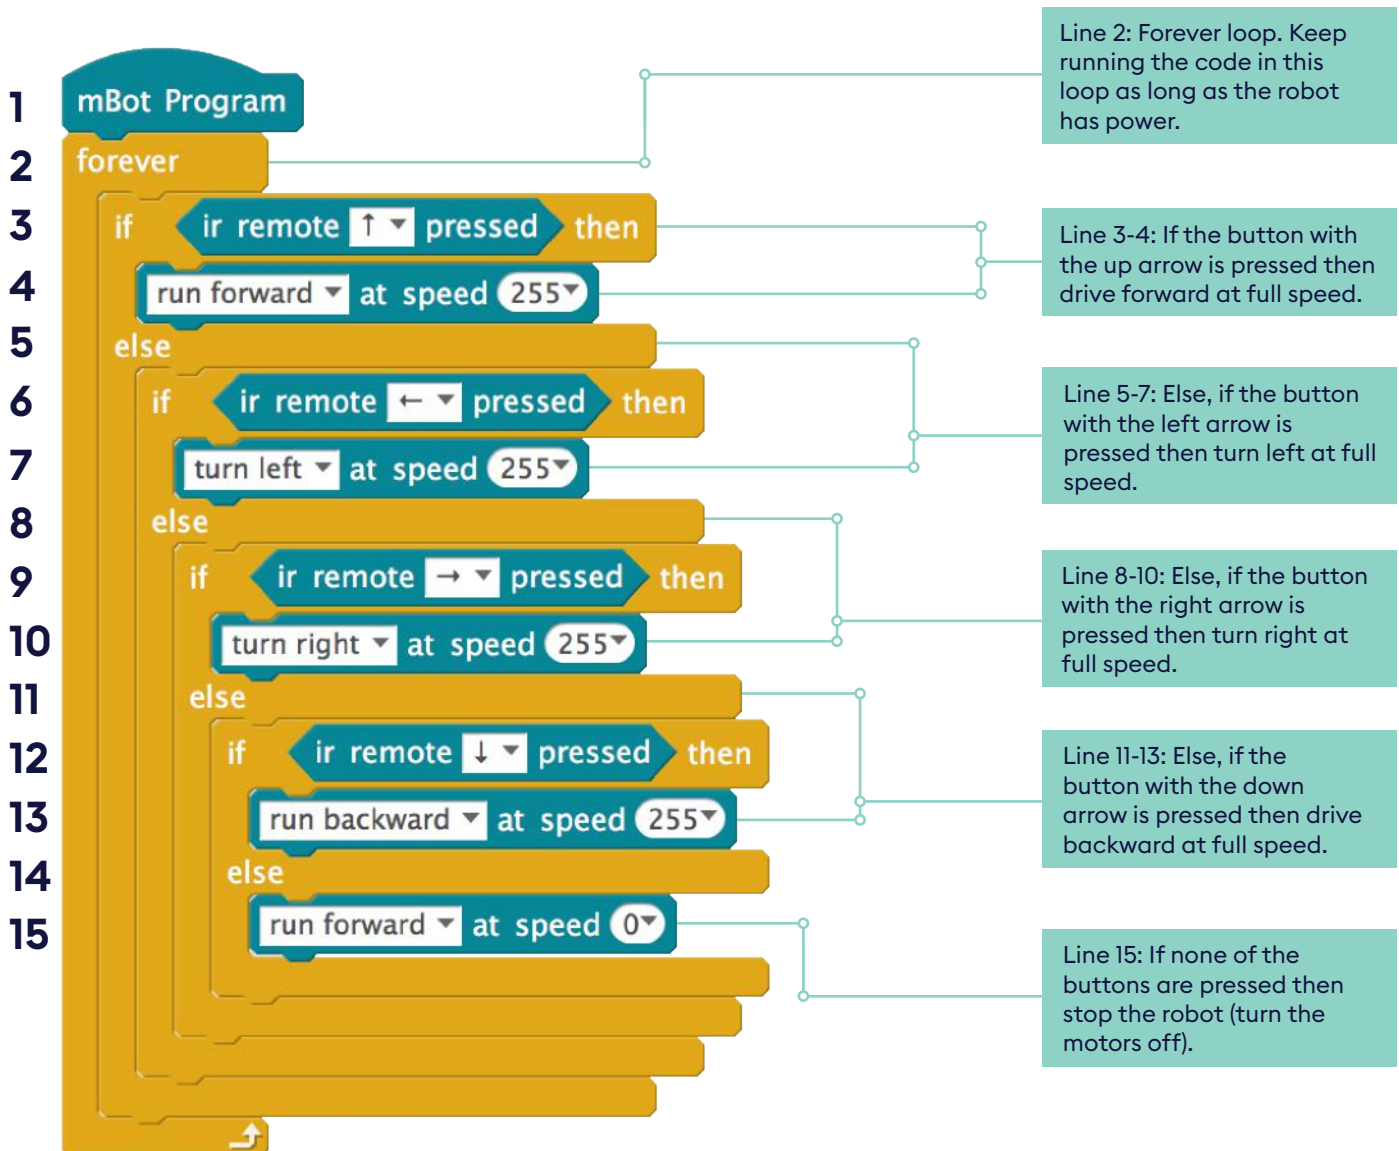 1
mBot Program
2
forever
3
if ir remote ↑ pressed then
4
run forward at speed 255
5
else
6
if ir remote ← pressed then
7
turn left at speed 255
8
else
9
if ir remote → pressed then
10
turn right at speed 255
11
else
12
if ir remote ↓ pressed then
13
run backward at speed 255
14
else
15
run forward at speed 0
Line 2: Forever loop. Keep
running the code in this
loop as long as the robot
has power.
Line 3-4: If the button with
the up arrow is pressed then
drive forward at full speed.
Line 5-7: Else, if the button
with the left arrow is
pressed then turn left at full
speed.
Line 8-10: Else, if the button
with the right arrow is
pressed then turn right at
full speed.
Line 11-13: Else, if the
button with the down
arrow is pressed then drive
backward at full speed.
Line 15: If none of the
buttons are pressed then
stop the robot (turn the
motors off).